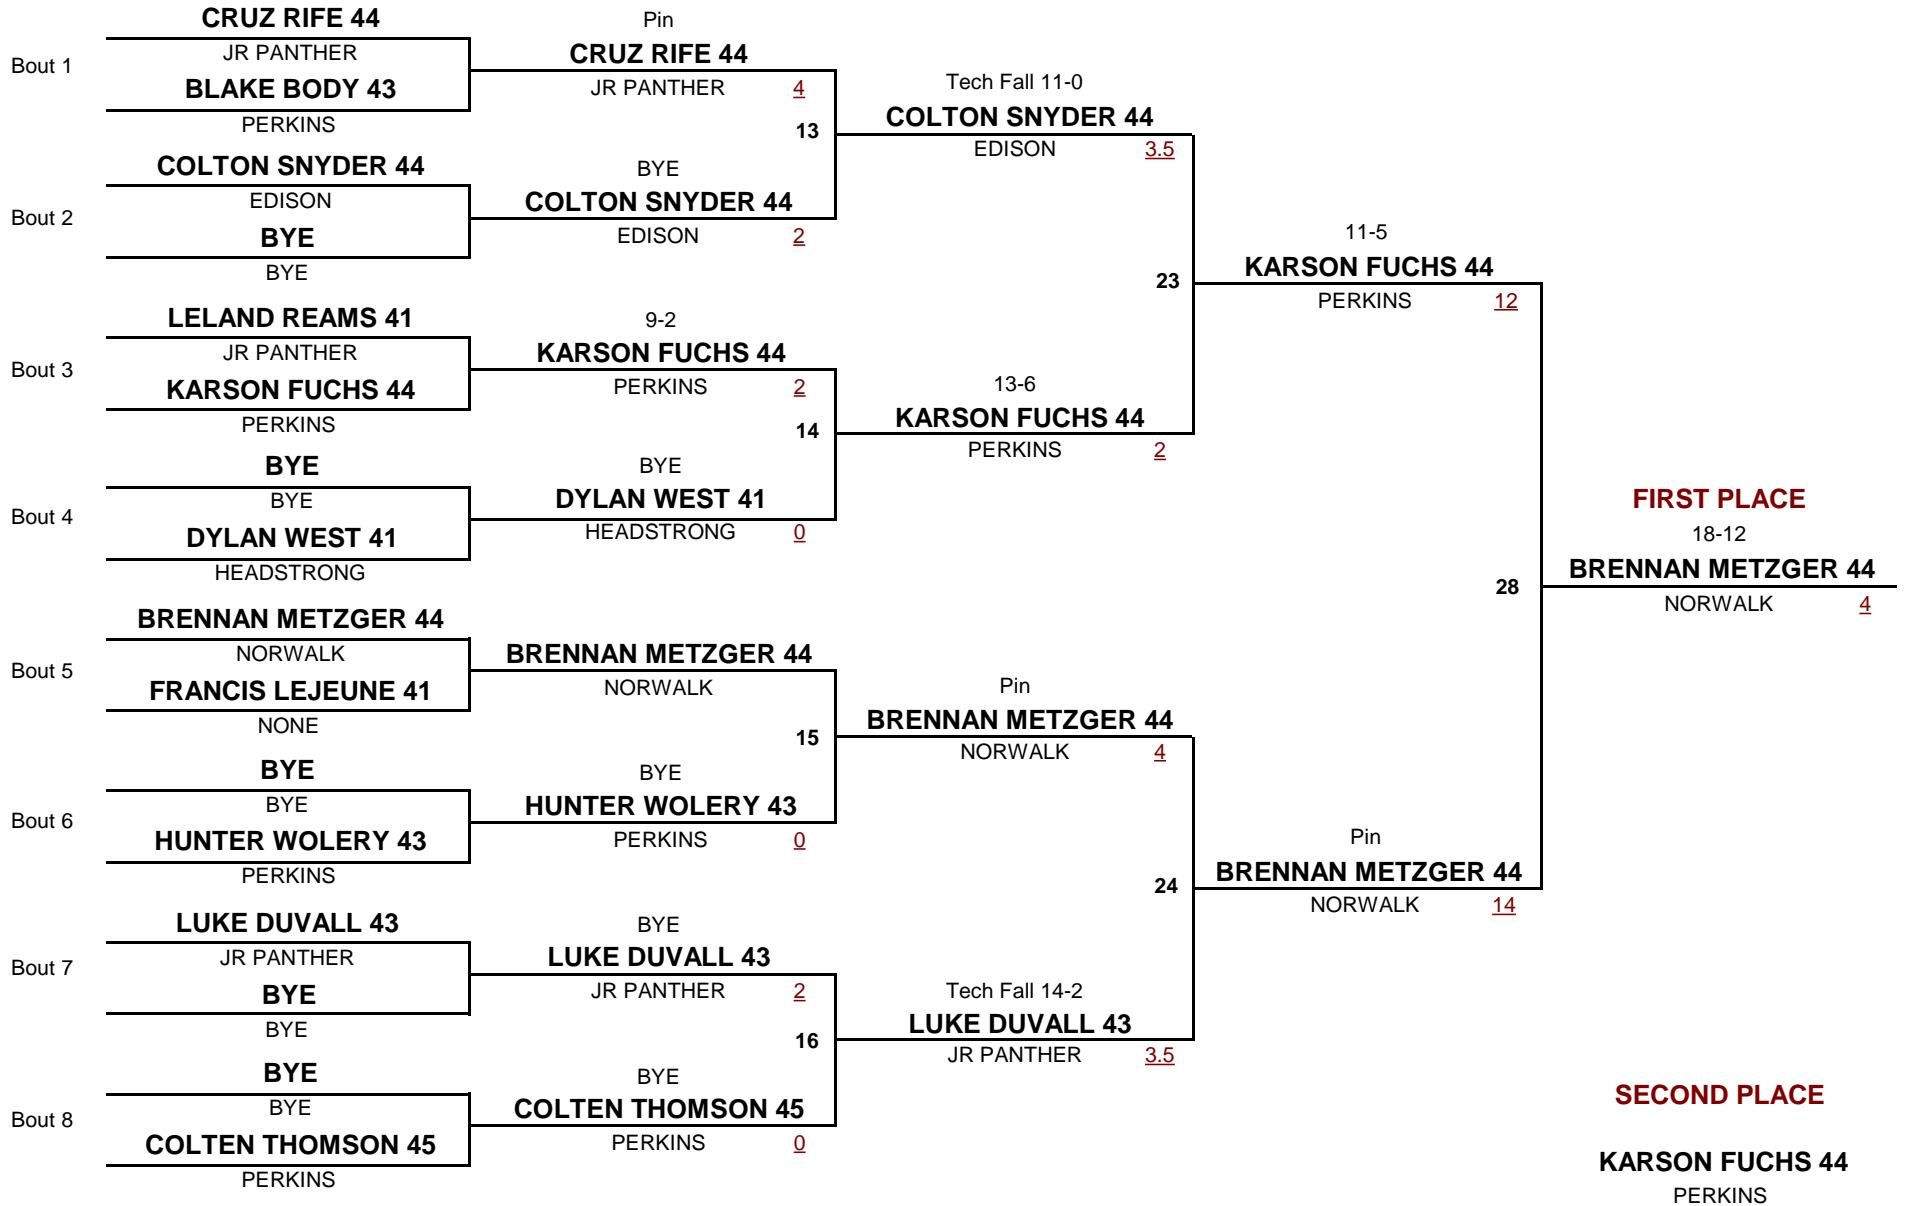 CRUZ RIFE 44
Bout 1
JR PANTHER
BLAKE BODY 43
PERKINS
COLTON SNYDER 44
Bout 2
EDISON
BYE
BYE
LELAND REAMS 41
Bout 3
JR PANTHER
KARSON FUCHS 44
PERKINS
BYE
Bout 4
BYE
DYLAN WEST 41
HEADSTRONG
BRENNAN METZGER 44
Bout 5
NORWALK
FRANCIS LEJEUNE 41
NONE
BYE
Bout 6
BYE
HUNTER WOLERY 43
PERKINS
LUKE DUVALL 43
Bout 7
JR PANTHER
BYE
BYE
BYE
Bout 8
BYE
COLTEN THOMSON 45
PERKINS
Pin
CRUZ RIFE 44
JR PANTHER 4
13
BYE
COLTON SNYDER 44
EDISON 2
9-2
KARSON FUCHS 44
PERKINS 2
14
BYE
DYLAN WEST 41
HEADSTRONG 0
BRENNAN METZGER 44
NORWALK
15
BYE
HUNTER WOLERY 43
PERKINS 0
BYE
LUKE DUVALL 43
JR PANTHER 2
16
BYE
COLTEN THOMSON 45
PERKINS 0
Tech Fall 11-0
COLTON SNYDER 44
EDISON 3.5
23
13-6
KARSON FUCHS 44
PERKINS 2
Pin
BRENNAN METZGER 44
NORWALK 4
24
Tech Fall 14-2
LUKE DUVALL 43
JR PANTHER 3.5
11-5
KARSON FUCHS 44
PERKINS 12
28
Pin
BRENNAN METZGER 44
NORWALK 14
FIRST PLACE
18-12
BRENNAN METZGER 44
NORWALK 4
SECOND PLACE
KARSON FUCHS 44
PERKINS